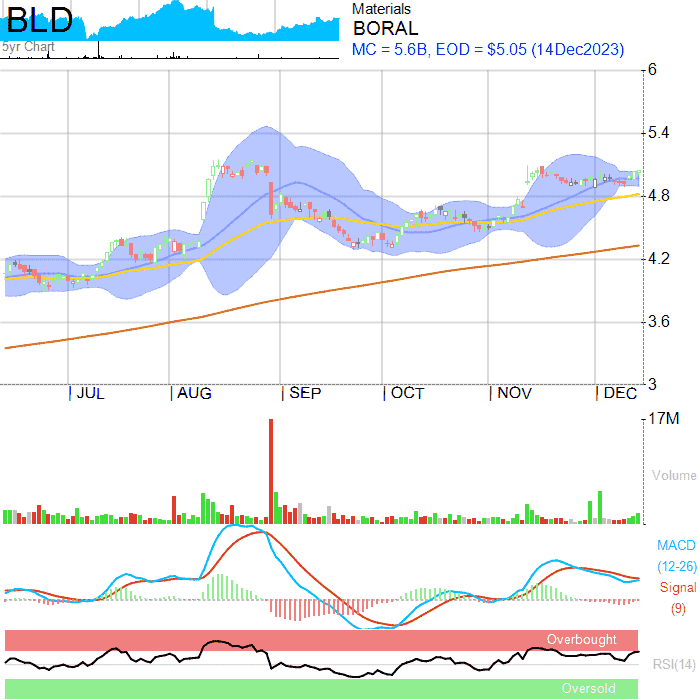 BLD
5yr Chart
Materials
BORAL
MC = 5.6B, EOD = $5.05 (14Dec2023)
6
5.4
4.8
4.2
3.6
3
JUL AUG SEP OCT NOV DEC
17M
Volume
MACD
(12-26)
Signal
(9)
Overbought
RSI(14)
Oversold